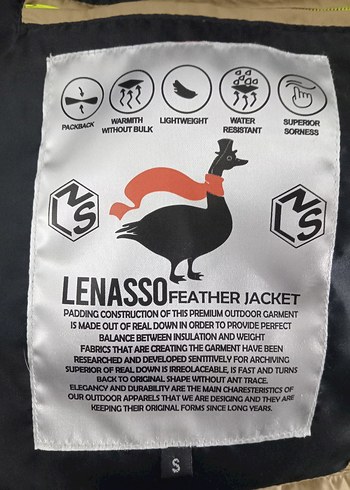 PACKBACK
WARMTH
WITHOUT BULK
LIGHTWEIGHT
WATER
RESISTANT
SUPERIOR
SORNESS
NLS
NLS
LENASSO FEATHER JACKET
PADDING CONSTRUCTION OF THIS PREMIUM OUTDOOR GARMENT
IS MADE OUT OF REAL DOWN IN ORDER TO PROVIDE PERFECT
BALANCE BETWEEN INSULATION AND WEIGHT
FABRICS THAT ARE CREATING THE GARMENT HAVE BEEN
RESEARCHED AND DEVELOPED SENTITIVELY FOR ARCHIVING
SUPERIOR OF REAL DOWN IS IRREOLACEABLE, IS FAST AND TURNS
BACK TO ORIGINAL SHAPE WITHOUT ANT TRACE.
ELEGANCY AND DURABILITY ARE THE MAIN CHARESTERISTICS OF
OUR OUTDOOR APPARELS THAT WE ARE DESIGING AND THEY ARE
KEEPING THEIR ORIGINAL FORMS SINCE LONG YEARS.
S